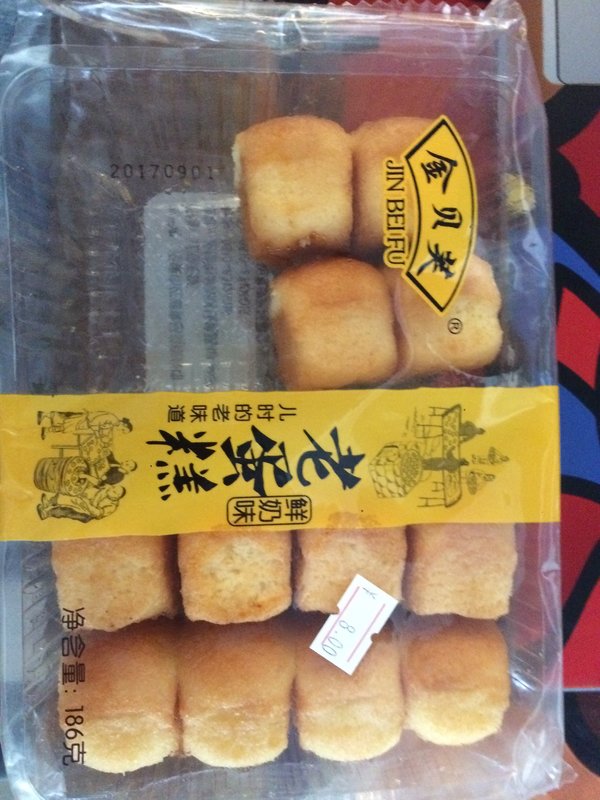 金贝芙
JIN BEI FU
®
老蛋糕
鲜奶味
儿时的老味道
20170901
¥ 8.00
净含量: 186克